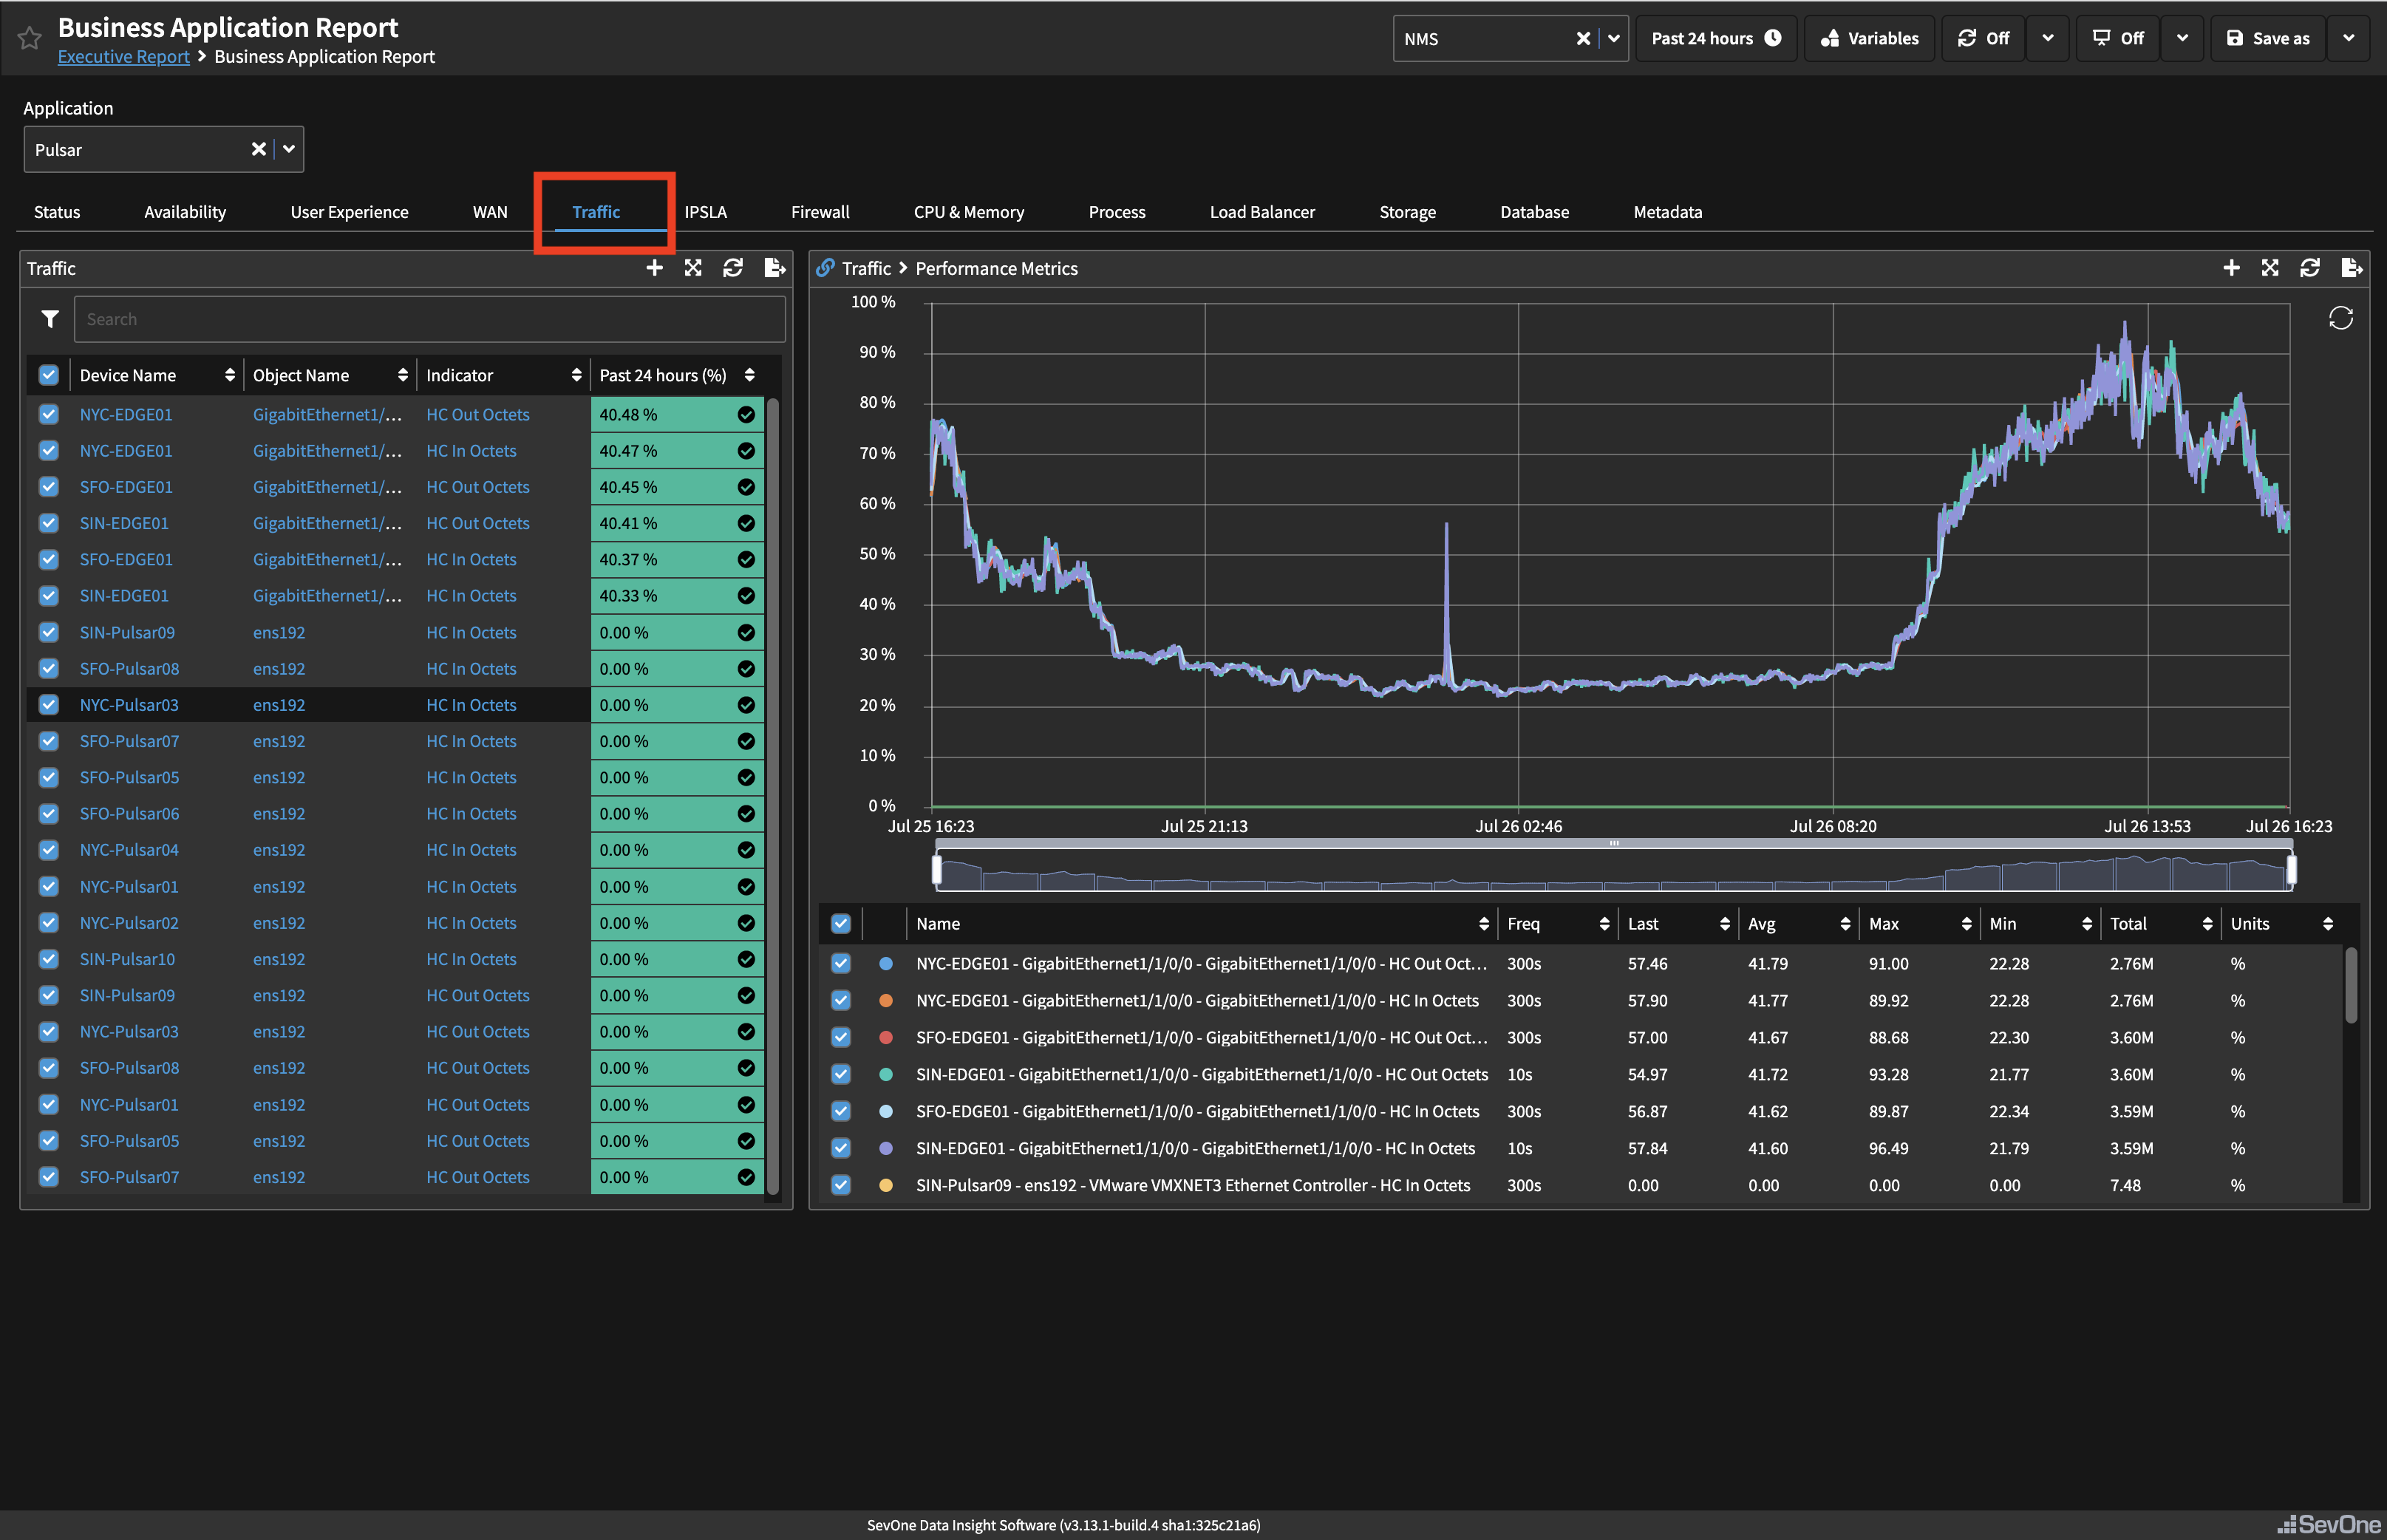 Business Application Report
Executive Report > Business Application Report
NMS
Past 24 hours
Variables
Off
Off
Save as
Application
Pulsar
Status Availability User Experience WAN Traffic IPSLA Firewall CPU & Memory Process Load Balancer Storage Database Metadata
Traffic
Search
Device Name Object Name Indicator Past 24 hours (%)
NYC-EDGE01 GigabitEthernet1/... HC Out Octets 40.48 %
NYC-EDGE01 GigabitEthernet1/... HC In Octets 40.47 %
SFO-EDGE01 GigabitEthernet1/... HC Out Octets 40.45 %
SIN-EDGE01 GigabitEthernet1/... HC Out Octets 40.41 %
SFO-EDGE01 GigabitEthernet1/... HC In Octets 40.37 %
SIN-EDGE01 GigabitEthernet1/... HC In Octets 40.33 %
SIN-Pulsar09 ens192 HC In Octets 0.00 %
SFO-Pulsar08 ens192 HC In Octets 0.00 %
NYC-Pulsar03 ens192 HC In Octets 0.00 %
SFO-Pulsar07 ens192 HC In Octets 0.00 %
SFO-Pulsar05 ens192 HC In Octets 0.00 %
SFO-Pulsar06 ens192 HC In Octets 0.00 %
NYC-Pulsar04 ens192 HC In Octets 0.00 %
NYC-Pulsar01 ens192 HC In Octets 0.00 %
NYC-Pulsar02 ens192 HC In Octets 0.00 %
SIN-Pulsar10 ens192 HC In Octets 0.00 %
SIN-Pulsar09 ens192 HC Out Octets 0.00 %
NYC-Pulsar03 ens192 HC Out Octets 0.00 %
SFO-Pulsar08 ens192 HC Out Octets 0.00 %
NYC-Pulsar01 ens192 HC Out Octets 0.00 %
SFO-Pulsar05 ens192 HC Out Octets 0.00 %
SFO-Pulsar07 ens192 HC Out Octets 0.00 %
Traffic > Performance Metrics
100 %
90 %
80 %
70 %
60 %
50 %
40 %
30 %
20 %
10 %
0 %
Jul 25 16:23 Jul 25 21:13 Jul 26 02:46 Jul 26 08:20 Jul 26 13:53 Jul 26 16:23
Name Freq Last Avg Max Min Total Units
NYC-EDGE01 - GigabitEthernet1/1/0/0 - GigabitEthernet1/1/0/0 - HC Out Oct... 300s 57.46 41.79 91.00 22.28 2.76M %
NYC-EDGE01 - GigabitEthernet1/1/0/0 - GigabitEthernet1/1/0/0 - HC In Octets 300s 57.90 41.77 89.92 22.28 2.76M %
SFO-EDGE01 - GigabitEthernet1/1/0/0 - GigabitEthernet1/1/0/0 - HC Out Oct... 300s 57.00 41.67 88.68 22.30 3.60M %
SIN-EDGE01 - GigabitEthernet1/1/0/0 - GigabitEthernet1/1/0/0 - HC Out Octets 10s 54.97 41.72 93.28 21.77 3.60M %
SFO-EDGE01 - GigabitEthernet1/1/0/0 - GigabitEthernet1/1/0/0 - HC In Octets 300s 56.87 41.62 89.87 22.34 3.59M %
SIN-EDGE01 - GigabitEthernet1/1/0/0 - GigabitEthernet1/1/0/0 - HC In Octets 10s 57.84 41.60 96.49 21.79 3.59M %
SIN-Pulsar09 - ens192 - VMware VMXNET3 Ethernet Controller - HC In Octets 300s 0.00 0.00 0.00 0.00 7.48 %
SevOne Data Insight Software (v3.13.1-build.4 sha1:325c21a6)
SevOne